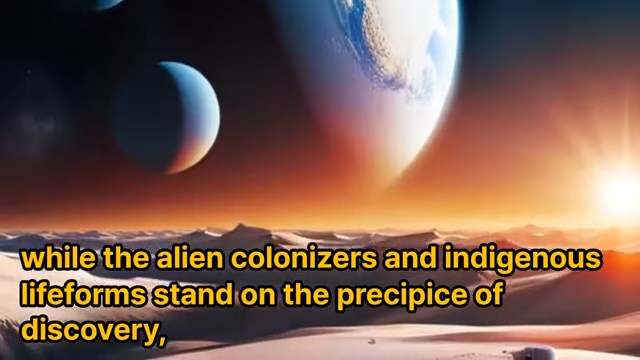 while the alien colonizers and indigenous
lifeforms stand on the precipice of
discovery,